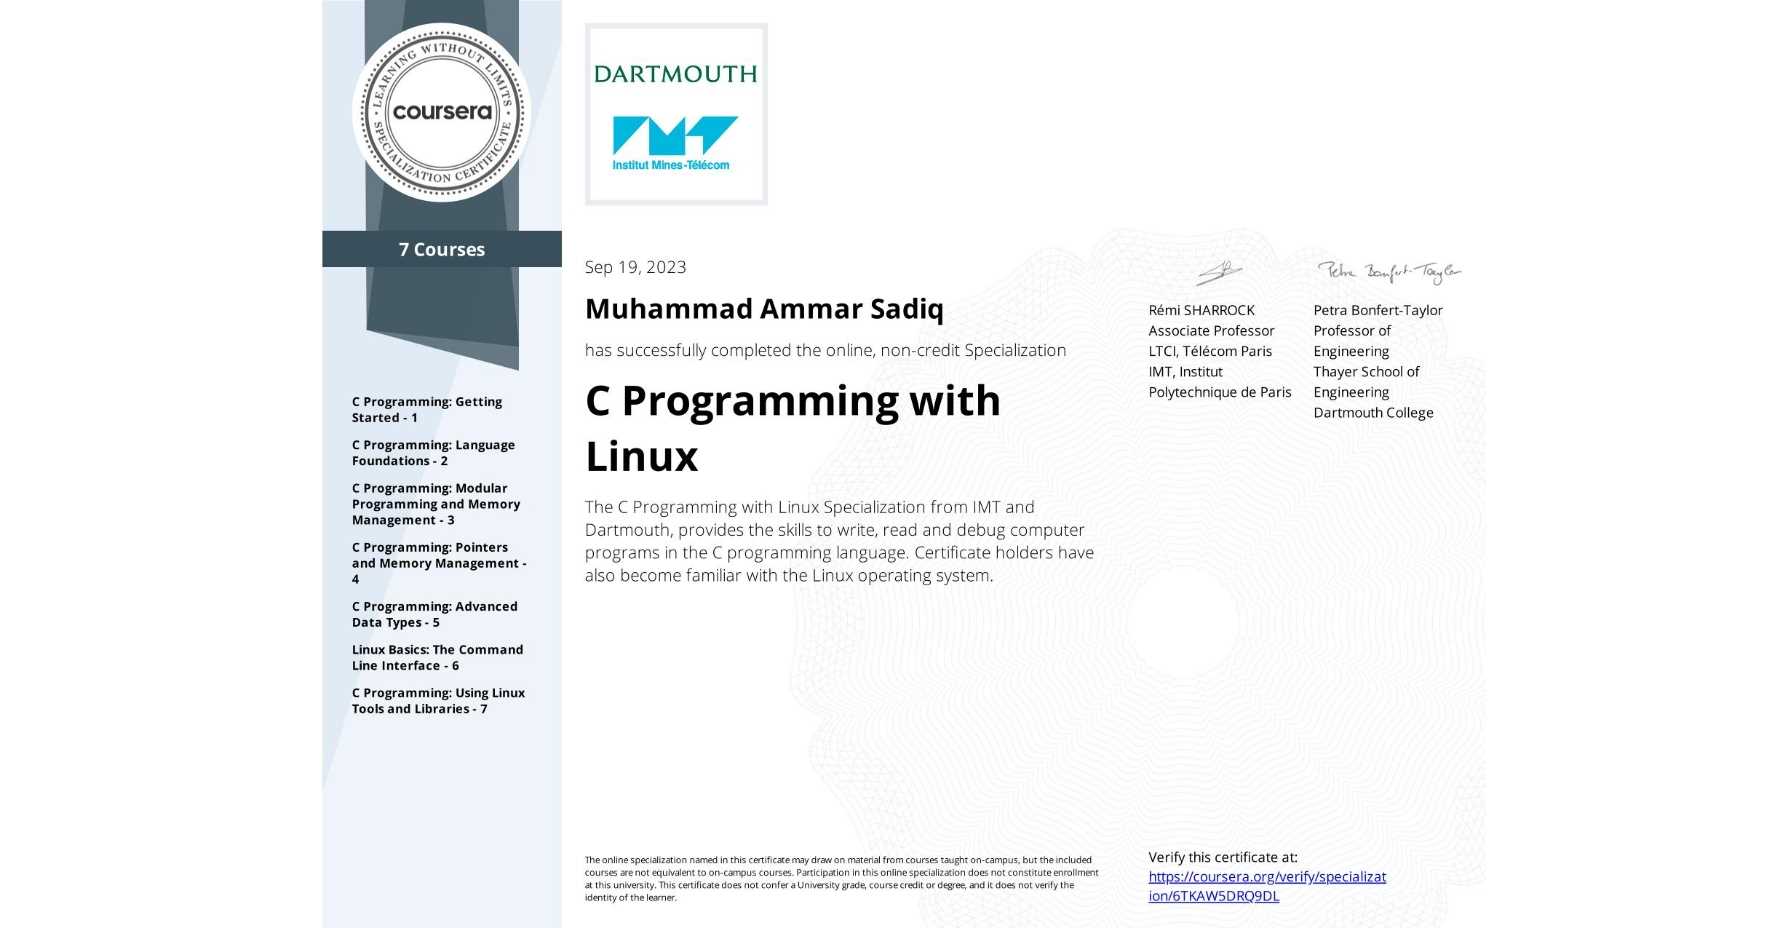 LEARNING WITHOUT LIMITS
coursera
SPECIALIZATION CERTIFICATE
7 Courses
C Programming: Getting
Started - 1
C Programming: Language
Foundations - 2
C Programming: Modular
Programming and Memory
Management - 3
C Programming: Pointers
and Memory Management -
4
C Programming: Advanced
Data Types - 5
Linux Basics: The Command
Line Interface - 6
C Programming: Using Linux
Tools and Libraries - 7
DARTMOUTH
IMT
Institut Mines-Télécom
Sep 19, 2023
Muhammad Ammar Sadiq
has successfully completed the online, non-credit Specialization
C Programming with
Linux
The C Programming with Linux Specialization from IMT and
Dartmouth, provides the skills to write, read and debug computer
programs in the C programming language. Certificate holders have
also become familiar with the Linux operating system.
Rémi SHARROCK
Associate Professor
LTCI, Télécom Paris
IMT, Institut
Polytechnique de Paris
Petra Bonfert-Taylor
Petra Bonfert-Taylor
Professor of
Engineering
Thayer School of
Engineering
Dartmouth College
The online specialization named in this certificate may draw on material from courses taught on-campus, but the included
courses are not equivalent to on-campus courses. Participation in this online specialization does not constitute enrollment
at this university. This certificate does not confer a University grade, course credit or degree, and it does not verify the
identity of the learner.
Verify this certificate at:
https://coursera.org/verify/specializat
ion/6TKAW5DRQ9DL